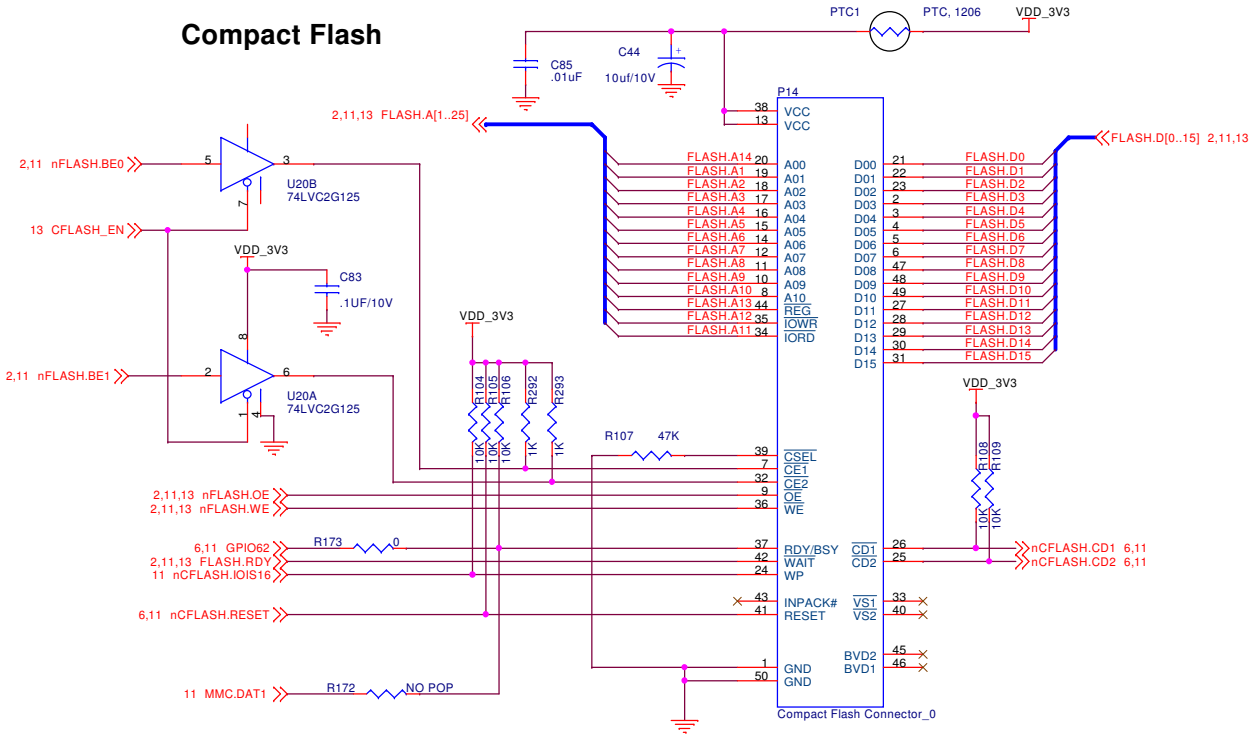 Compact Flash
PTC1
PTC, 1206
VDD_3V3
C85
.01uF
C44
+
10uf/10V
P14
2,11,13 FLASH.A[1..25]
FLASH.D[0..15] 2,11,13
38 VCC
13 VCC
FLASH.A14 20 A00 D00 21 FLASH.D0
FLASH.A1 19 A01 D01 22 FLASH.D1
FLASH.A2 18 A02 D02 23 FLASH.D2
FLASH.A3 17 A03 D03 2 FLASH.D3
FLASH.A4 16 A04 D04 3 FLASH.D4
FLASH.A5 15 A05 D05 4 FLASH.D5
FLASH.A6 14 A06 D06 5 FLASH.D6
FLASH.A7 12 A07 D07 6 FLASH.D7
FLASH.A8 11 A08 D08 47 FLASH.D8
FLASH.A9 10 A09 D09 48 FLASH.D9
FLASH.A10 8 A10 D10 49 FLASH.D10
FLASH.A13 44 REG D11 27 FLASH.D11
FLASH.A12 35 IOWR D12 28 FLASH.D12
FLASH.A11 34 IORD D13 29 FLASH.D13
D14 30 FLASH.D14
D15 31 FLASH.D15
2,11 nFLASH.BE0
5
3
U20B
74LVC2G125
7
13 CFLASH_EN
VDD_3V3
C83
.1UF/10V
8
2,11 nFLASH.BE1
2
6
U20A
74LVC2G125
1
4
VDD_3V3
R104
R105
R106
R292
R293
10K
10K
10K
1K
1K
VDD_3V3
R108
R109
10K
10K
R107 47K
39 CSEL
7 CE1
32 CE2
2,11,13 nFLASH.OE 9 OE
2,11,13 nFLASH.WE 36 WE
6,11 GPIO62 R173 0 37 RDY/BSY CD1 26 nCFLASH.CD1 6,11
2,11,13 FLASH.RDY 42 WAIT CD2 25 nCFLASH.CD2 6,11
11 nCFLASH.IOIS16 24 WP
43 INPACK# VS1 33
6,11 nCFLASH.RESET 41 RESET VS2 40
BVD2 45
1 GND BVD1 46
50 GND
11 MMC.DAT1 R172 NO POP
Compact Flash Connector_0